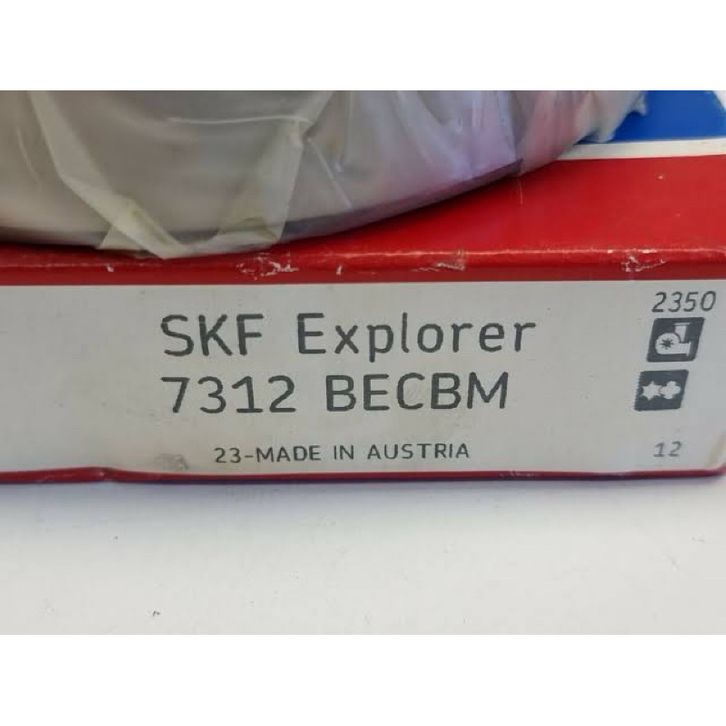 SKF Explorer
7312 BECBM
23-MADE IN AUSTRIA
2350
12